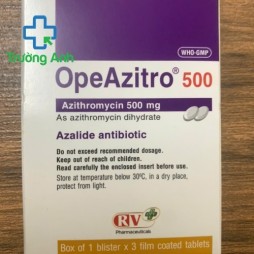 Trường Anh
WHO-GMP
OpeAzitro® 500
Azithromycin 500 mg
As azithromycin dihydrate
Azalide antibiotic
Do not exceed recommended dosage.
Keep out of reach of children.
Read carefully the enclosed insert before use.
Store at temperature below 30°C, in a dry place,
protect from light.
RV
Pharmaceuticals
Box of 1 blister x 3 film coated tablets